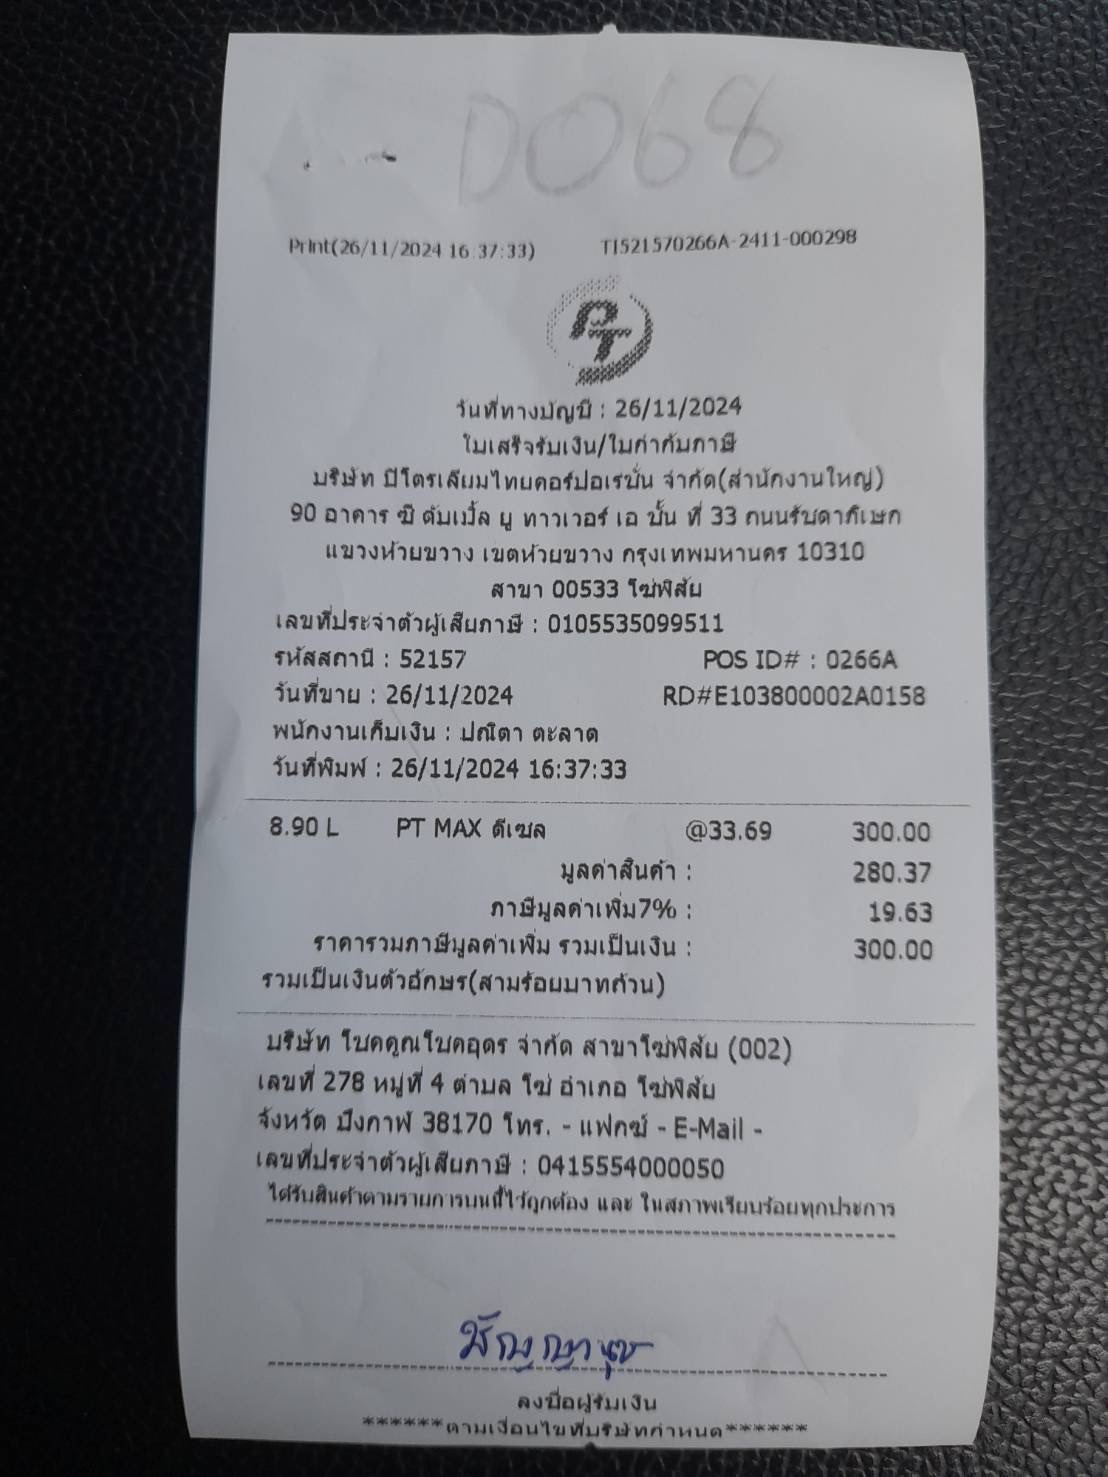 D068
Print(26/11/2024 16:37:33) TI521570266A-2411-000298
PT
วันที่ทางบัญชี : 26/11/2024
ใบเสร็จรับเงิน/ใบกำกับภาษี
บริษัท ปิโตรเลียมไทยคอร์ปอเรชั่น จำกัด(สำนักงานใหญ่)
90 อาคาร ซี ดับเบิ้ล ยู ทาวเวอร์ เอ ชั้น ที่ 33 ถนนรัชดาภิเษก
แขวงห้วยขวาง เขตห้วยขวาง กรุงเทพมหานคร 10310
สาขา 00533 โซ่พิสัย
เลขที่ประจำตัวผู้เสียภาษี : 0105535099511
รหัสสถานี : 52157 POS ID# : 0266A
วันที่ขาย : 26/11/2024 RD#E103800002A0158
พนักงานเก็บเงิน : ปณิตา ตะลาด
วันที่พิมพ์ : 26/11/2024 16:37:33
8.90 L PT MAX ดีเซล @33.69 300.00
มูลค่าสินค้า : 280.37
ภาษีมูลค่าเพิ่ม7% : 19.63
ราคารวมภาษีมูลค่าเพิ่ม รวมเป็นเงิน : 300.00
รวมเป็นเงินตัวอักษร(สามร้อยบาทถ้วน)
บริษัท โชคคูณโชคอุดร จำกัด สาขาโซ่พิสัย (002)
เลขที่ 278 หมู่ที่ 4 ตำบล โซ่ อำเภอ โซ่พิสัย
จังหวัด บึงกาฬ 38170 โทร. - แฟกซ์ - E-Mail -
เลขที่ประจำตัวผู้เสียภาษี : 0415554000050
ได้รับสินค้าตามรายการบนนี้ไว้ถูกต้อง และ ในสภาพเรียบร้อยทุกประการ
ชัญญานุช
ลงชื่อผู้รับเงิน
******ตามเงื่อนไขที่บริษัทกำหนด******